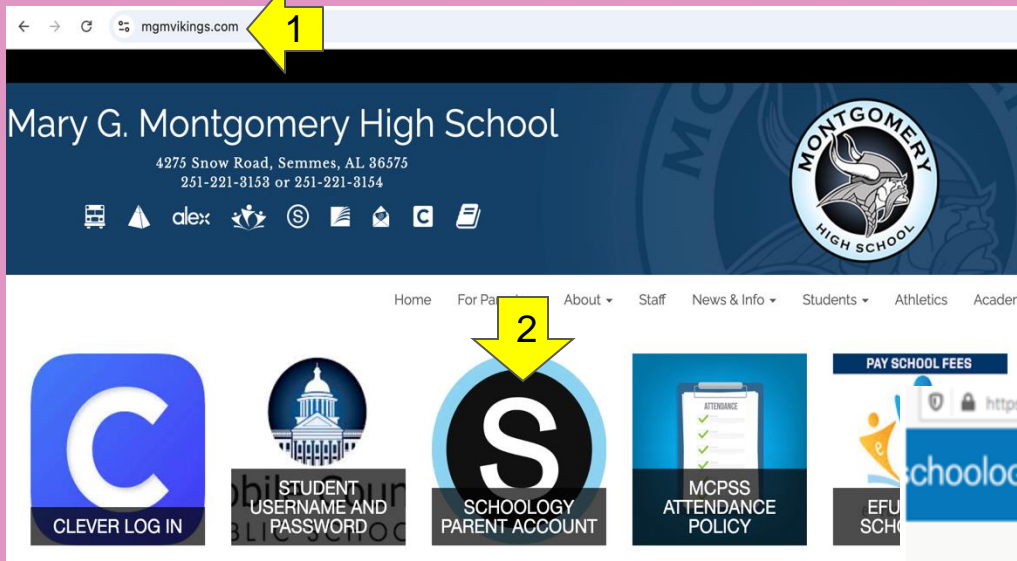 mgmvikings.com
1
Mary G. Montgomery High School
4275 Snow Road, Semmes, AL 36575
251-221-3153 or 251-221-3154
alex
S
C
MONTGOMERY
HIGH SCHOOL
Home For About Staff News & Info Students Athletics
2
C
CLEVER LOG IN
STUDENT
USERNAME AND
PASSWORD
S
SCHOOLOGY
PARENT ACCOUNT
ATTENDANCE
MCPSS
ATTENDANCE
POLICY
PAY SCHOOL FEES
e
https